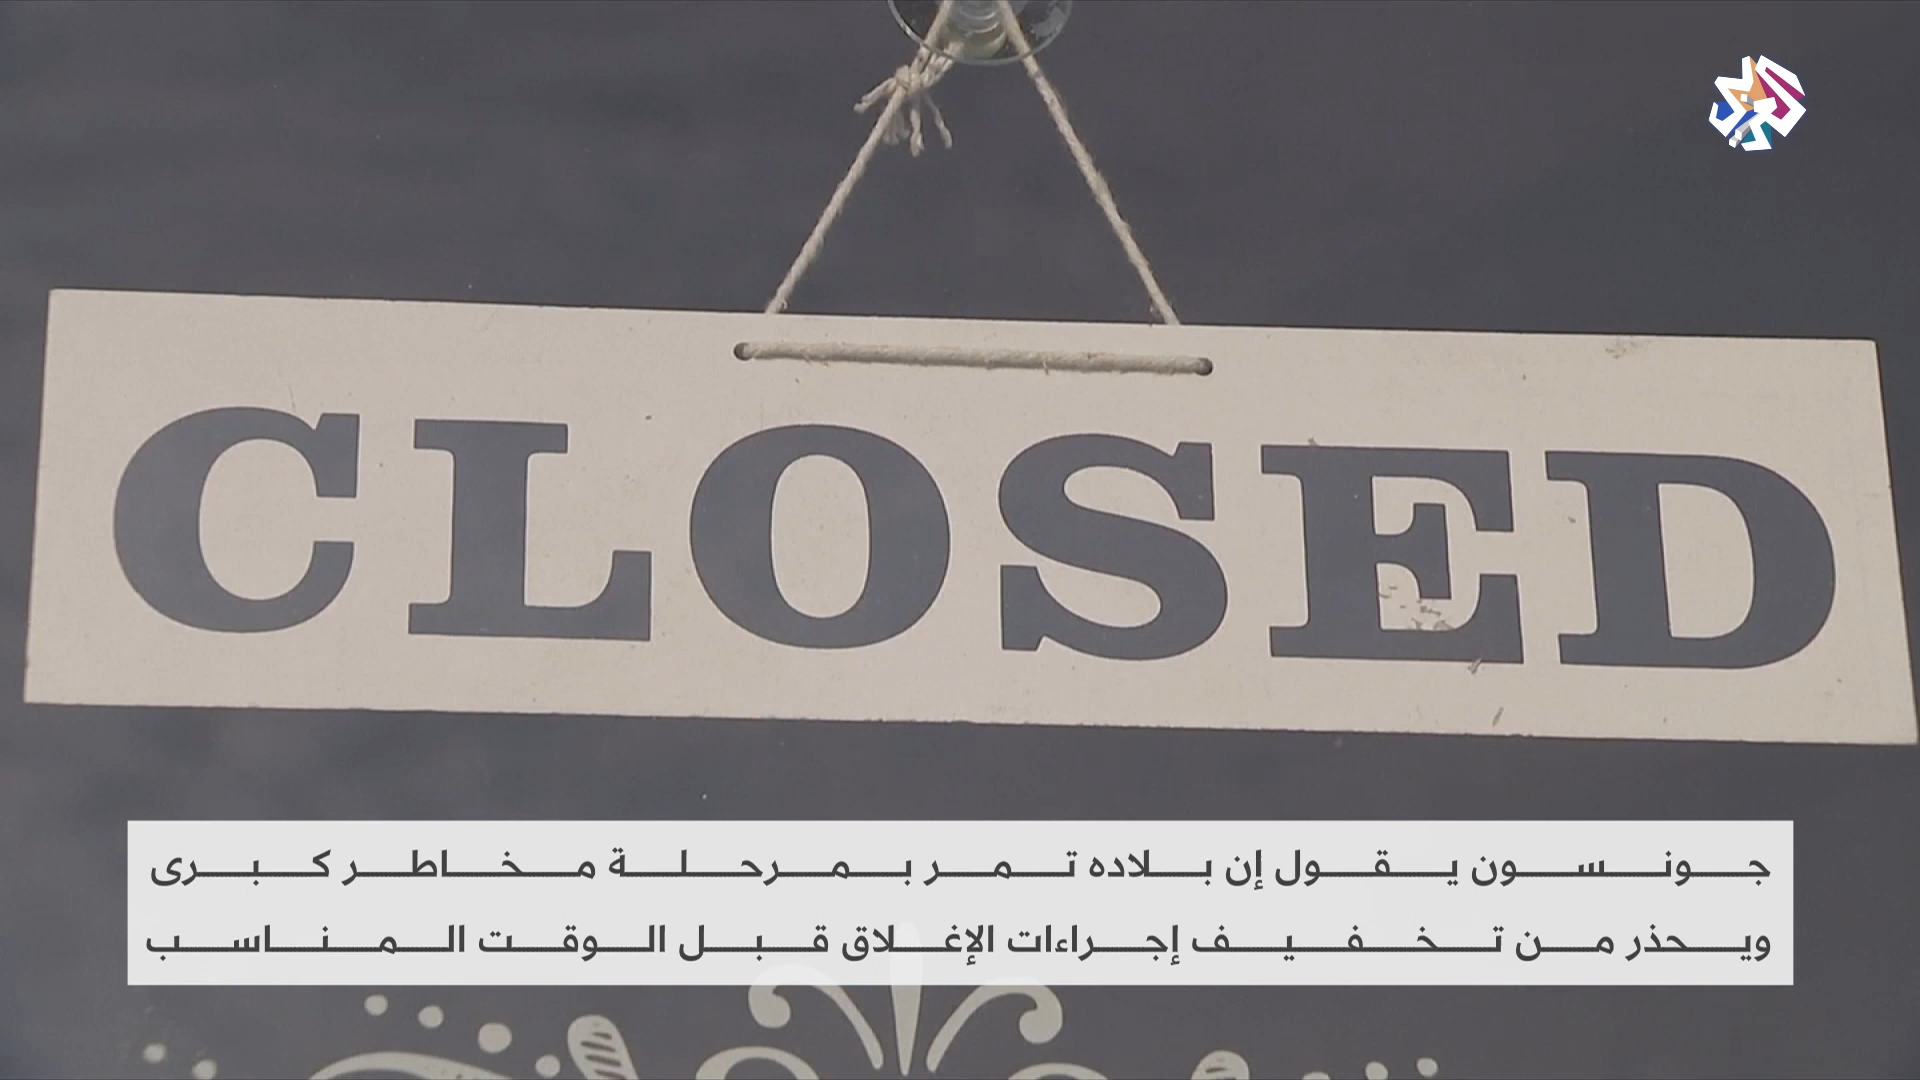 CLOSED
جونسون يقول إن بلاده تمر بمرحلة مخاطر كبرى
ويحذر من تخفيف إجراءات الإغلاق قبل الوقت المناسب